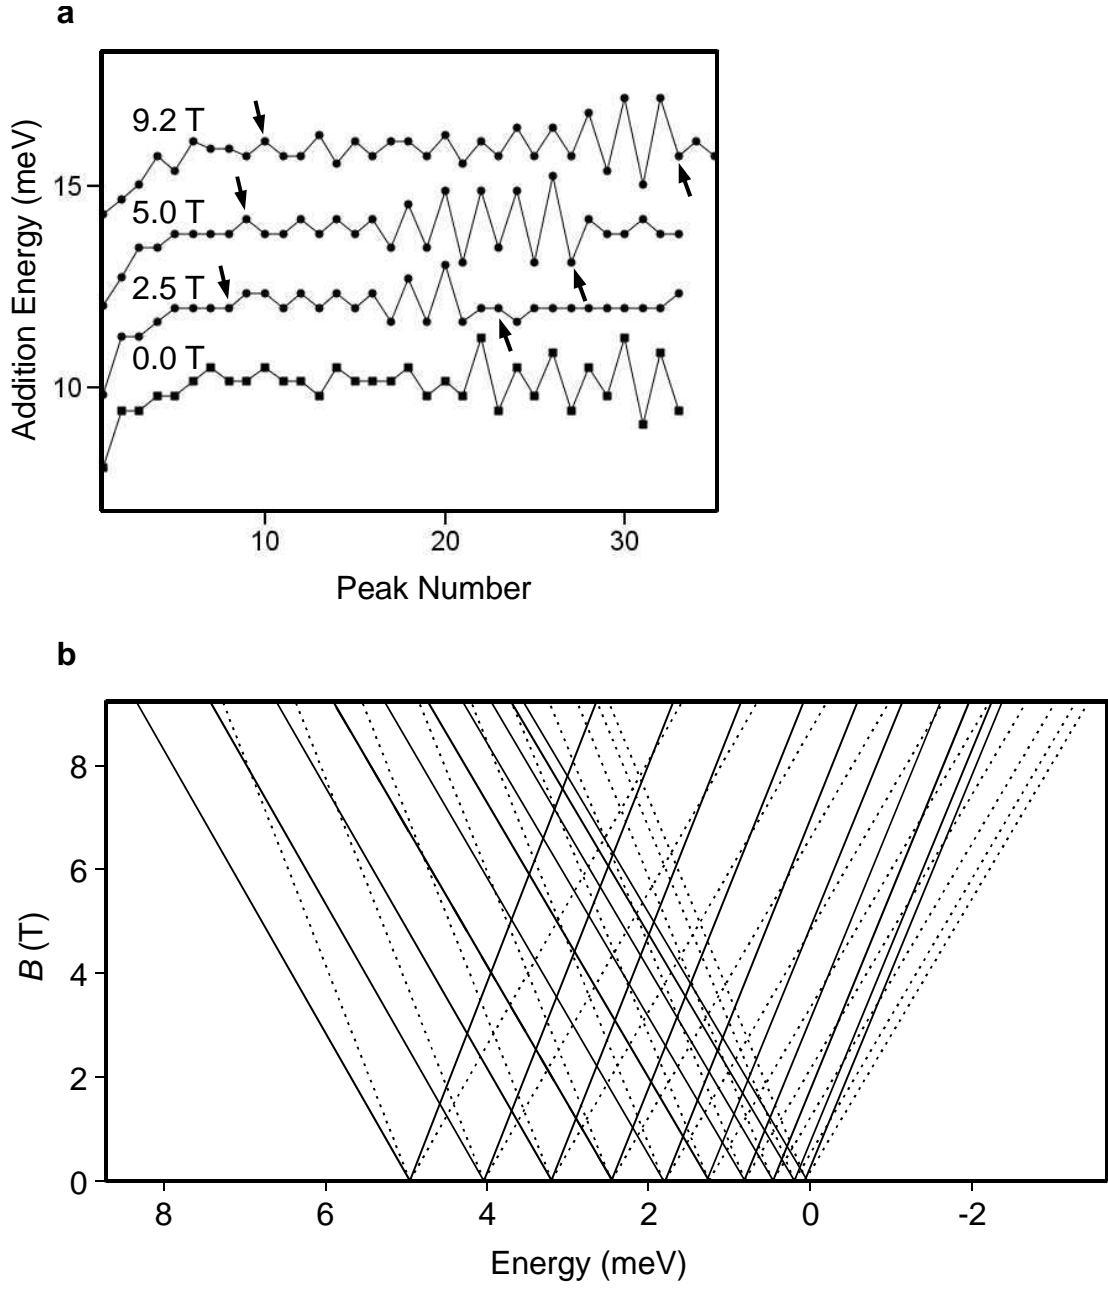 a
Addition Energy (meV)
15
10
9.2 T
5.0 T
2.5 T
0.0 T
10 20 30
Peak Number
b
B (T)
8
6
4
2
0
8 6 4 2 0 -2
Energy (meV)